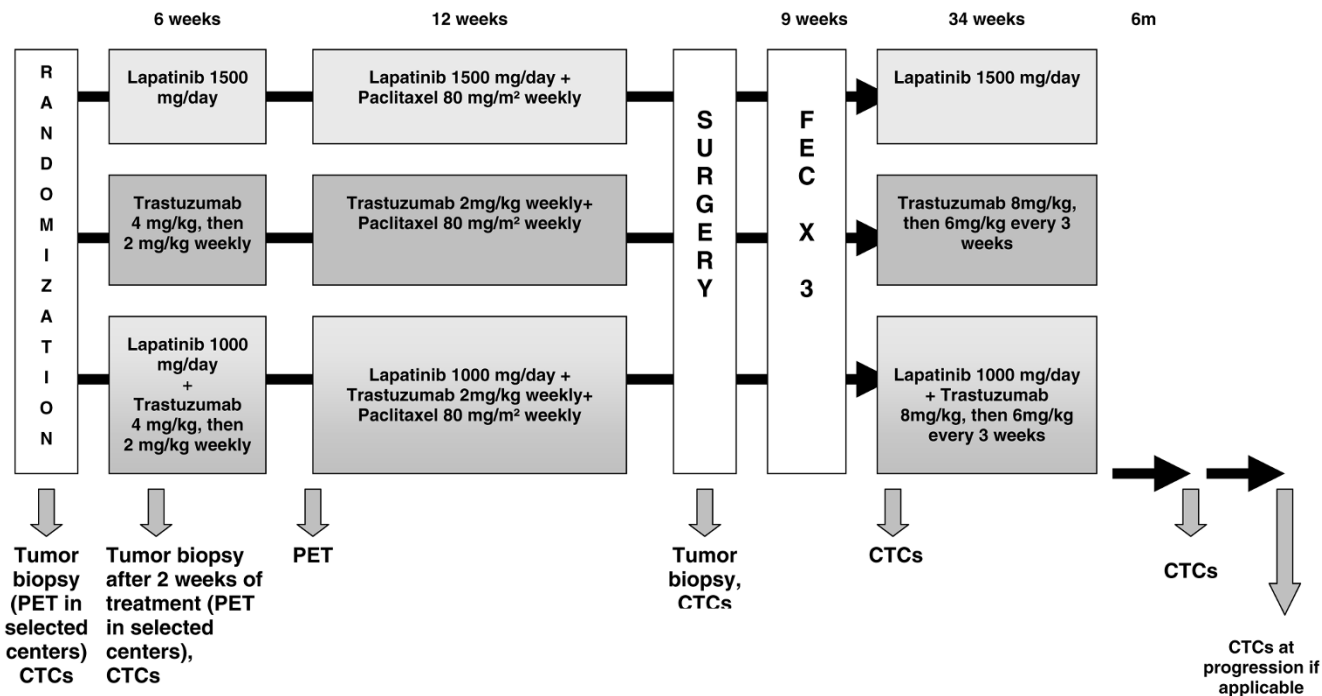 6 weeks
12 weeks
9 weeks
34 weeks
6m
RANDOMIZATION
Lapatinib 1500
mg/day
Lapatinib 1500 mg/day +
Paclitaxel 80 mg/m² weekly
SURGERY
FEC X 3
Lapatinib 1500 mg/day
Trastuzumab
4 mg/kg, then
2 mg/kg weekly
Trastuzumab 2mg/kg weekly+
Paclitaxel 80 mg/m² weekly
Trastuzumab 8mg/kg,
then 6mg/kg every 3
weeks
Lapatinib 1000
mg/day
+
Trastuzumab
4 mg/kg, then
2 mg/kg weekly
Lapatinib 1000 mg/day +
Trastuzumab 2mg/kg weekly+
Paclitaxel 80 mg/m² weekly
Lapatinib 1000 mg/day
+ Trastuzumab
8mg/kg, then 6mg/kg
every 3 weeks
Tumor
biopsy
(PET in
selected
centers)
CTCs
Tumor biopsy
after 2 weeks of
treatment (PET
in selected
centers),
CTCs
PET
Tumor
biopsy,
CTCs
CTCs
CTCs
CTCs at
progression if
applicable